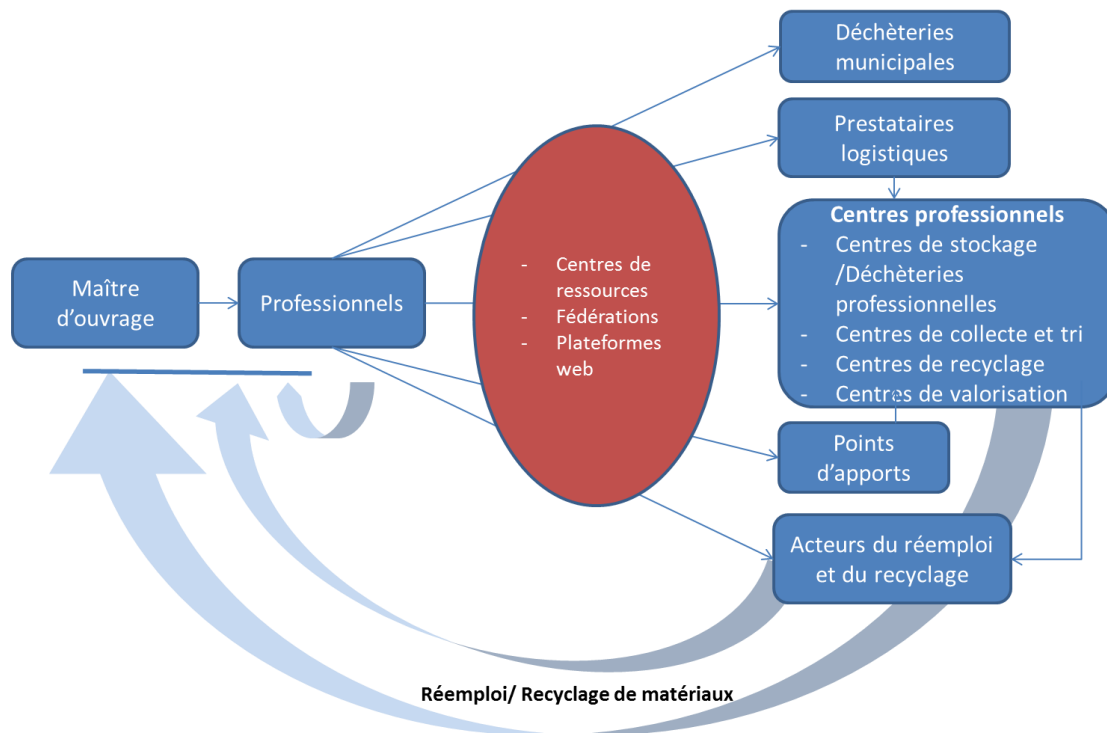 Déchèteries
municipales
Prestataires
logistiques
Centres professionnels
- Centres de stockage
/Déchèteries
professionnelles
- Centres de collecte et tri
- Centres de recyclage
- Centres de valorisation
Maître
d'ouvrage
Professionnels
- Centres de
ressources
- Fédérations
- Plateformes
web
Points
d'apports
Acteurs du réemploi
et du recyclage
Réemploi/ Recyclage de matériaux